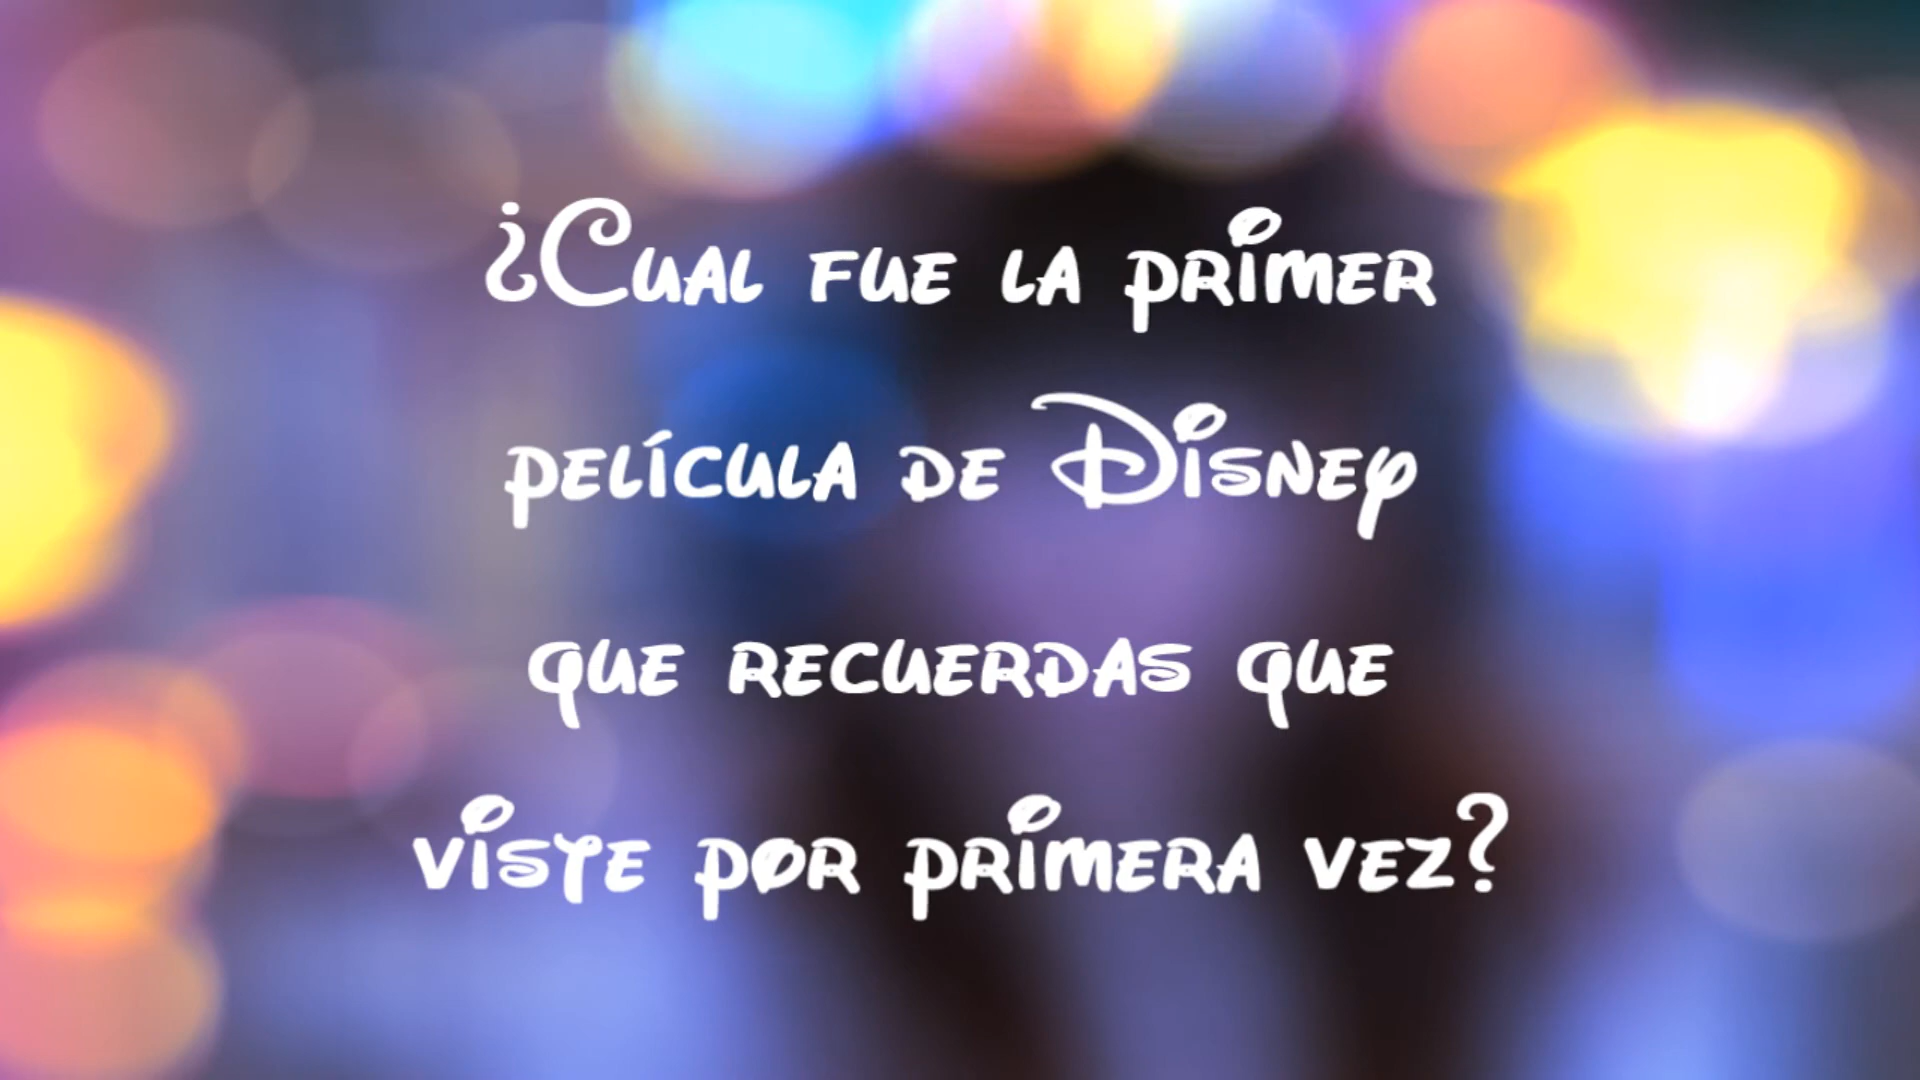 ¿Cual fue la primer
película de Disney
que recuerdas que
viste por primera vez?